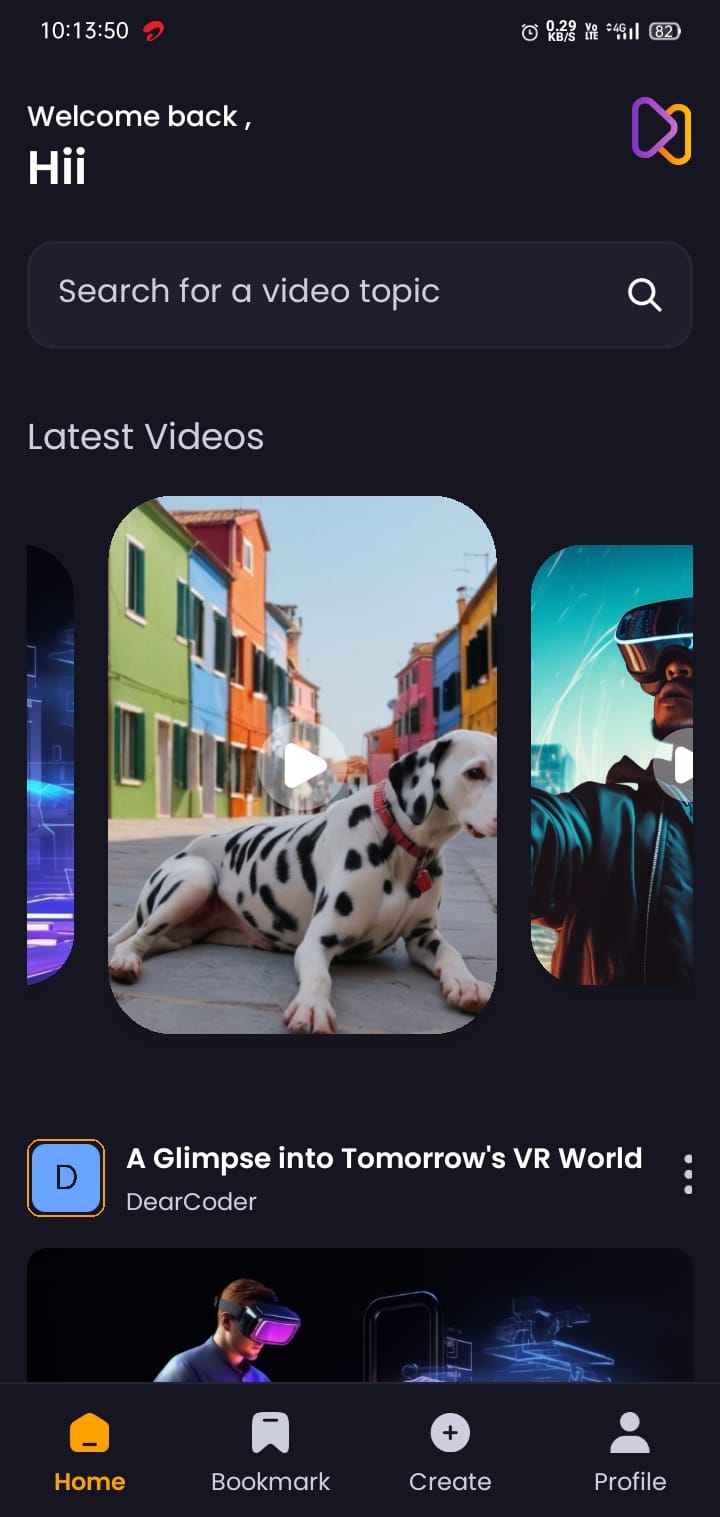 10:13:50
0.29 KB/S Vo LTE 4G 82
Welcome back ,
Hii
Search for a video topic
Latest Videos
D
A Glimpse into Tomorrow's VR World
DearCoder
Home Bookmark Create Profile